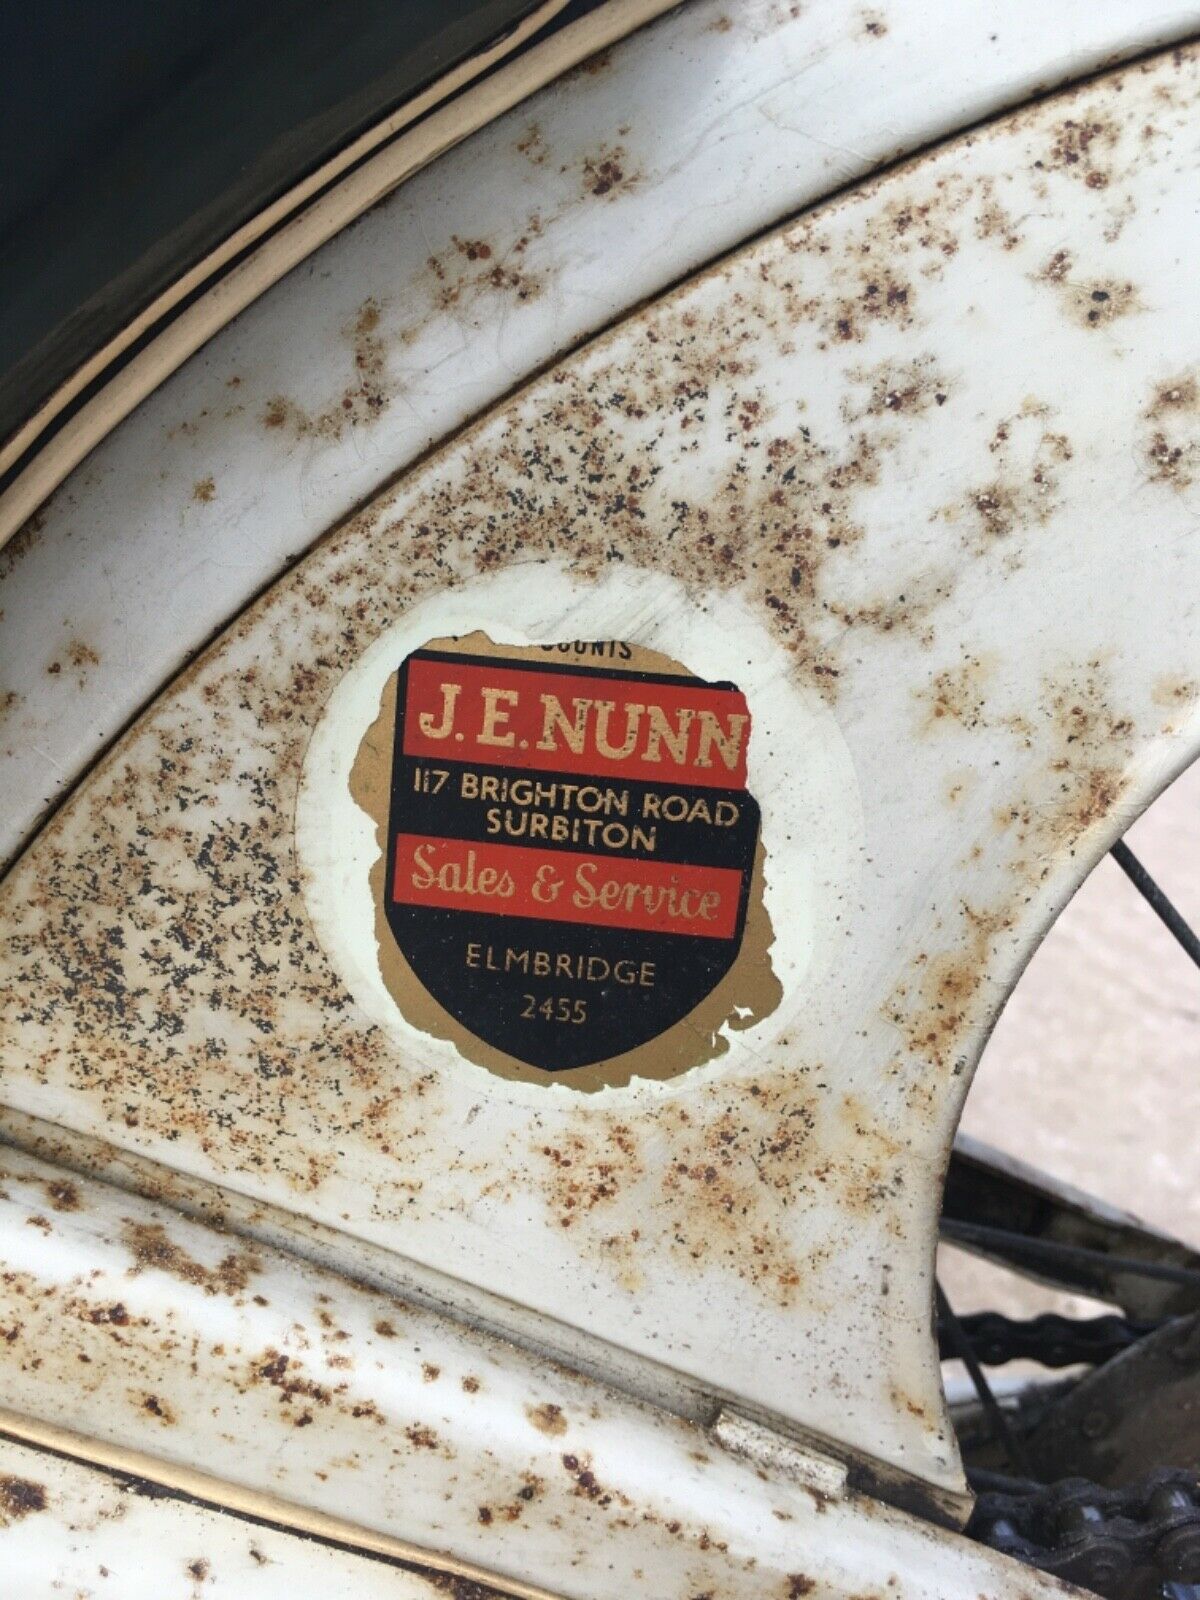 J.E. NUNN
117 BRIGHTON ROAD
SURBITON
Sales & Service
ELMBRIDGE
2455